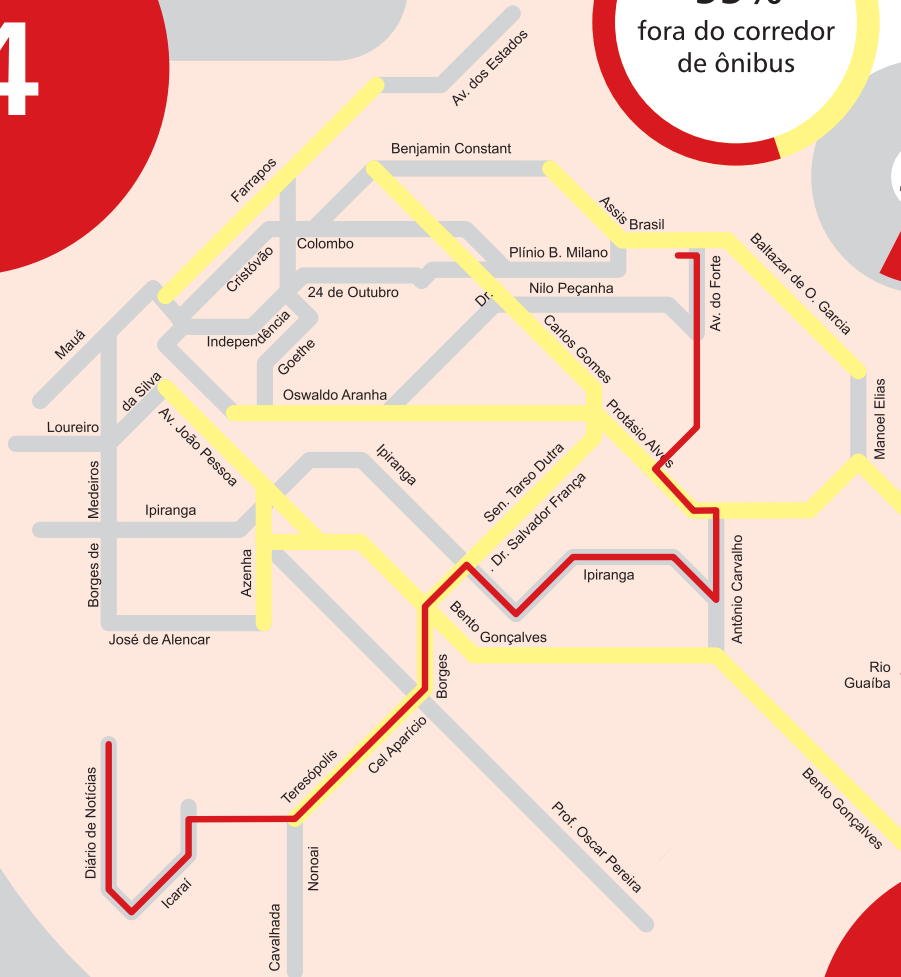 4
fora do corredor
de ônibus
Av. dos Estados
Benjamin Constant
Farrapos
Assis
Brasil
Colombo
Plínio B. Milano
Baltazar de O. Garcia
Cristóvão
24 de Outubro
Dr.
Nilo Peçanha
Av. do Forte
Independência
Mauá
Goethe
Carlos Gomes
da Silva
Oswaldo Aranha
Av. João Pessoa
Protásio Alves
Manoel Elias
Loureiro
Medeiros
Ipiranga
Sen. Tarso Dutra
. Dr. Salvador França
Ipiranga
Borges de
Azenha
Ipiranga
Antônio Carvalho
Bento
Gonçalves
José de Alencar
Borges
Rio
Guaíba
Cel Aparício
Teresópolis
Diário de Notícias
Bento Gonçalves
Prof. Oscar Pereira
Icaraí
Nonoai
Cavalhada